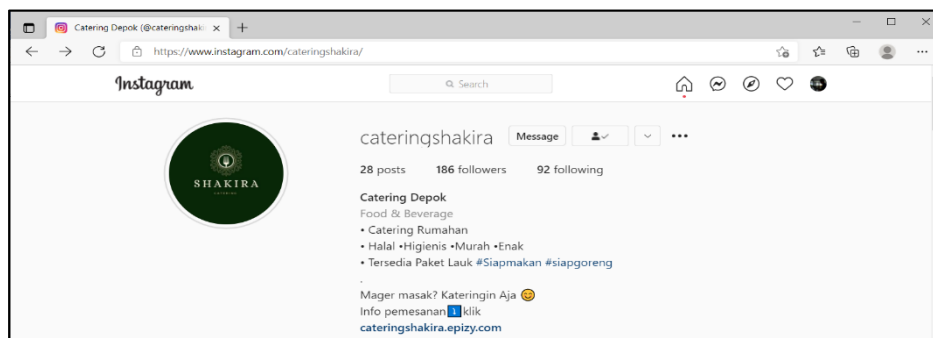 Catering Depok (@cateringshaki
https://www.instagram.com/cateringshakira/
Instagram
Search
cateringshakira Message
28 posts 186 followers 92 following
SHAKIRA
Catering Depok
Food & Beverage
• Catering Rumahan
• Halal •Higienis •Murah •Enak
• Tersedia Paket Lauk #Siapmakan #siapgoreng
.
Mager masak? Kateringin Aja 😊
Info pemesanan⤵️klik
cateringshakira.epizy.com